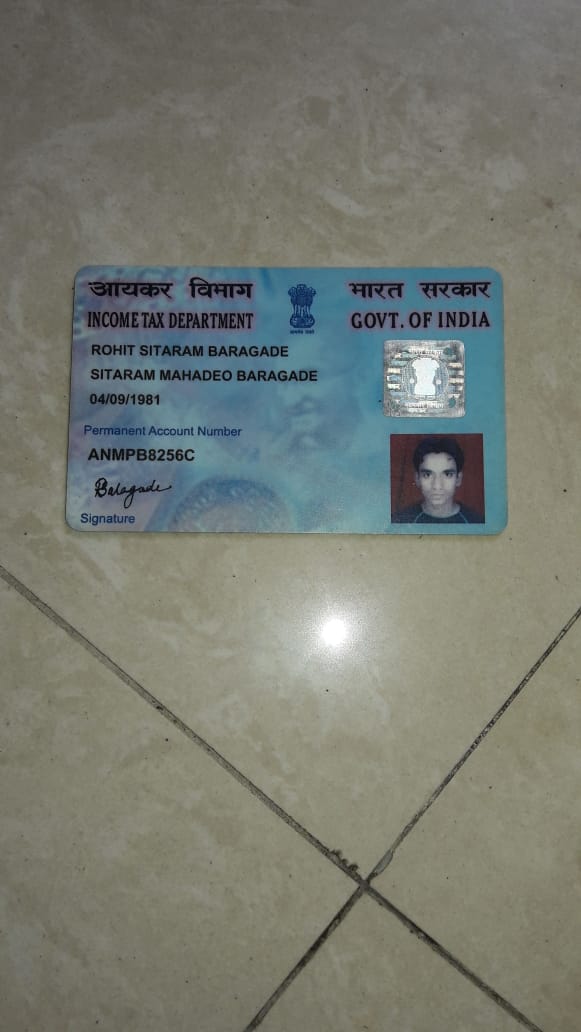 आयकर विभाग
भारत सरकार
INCOME TAX DEPARTMENT
GOVT. OF INDIA
ROHIT SITARAM BARAGADE
SITARAM MAHADEO BARAGADE
04/09/1981
Permanent Account Number
ANMPB8256C
Baragade
Signature